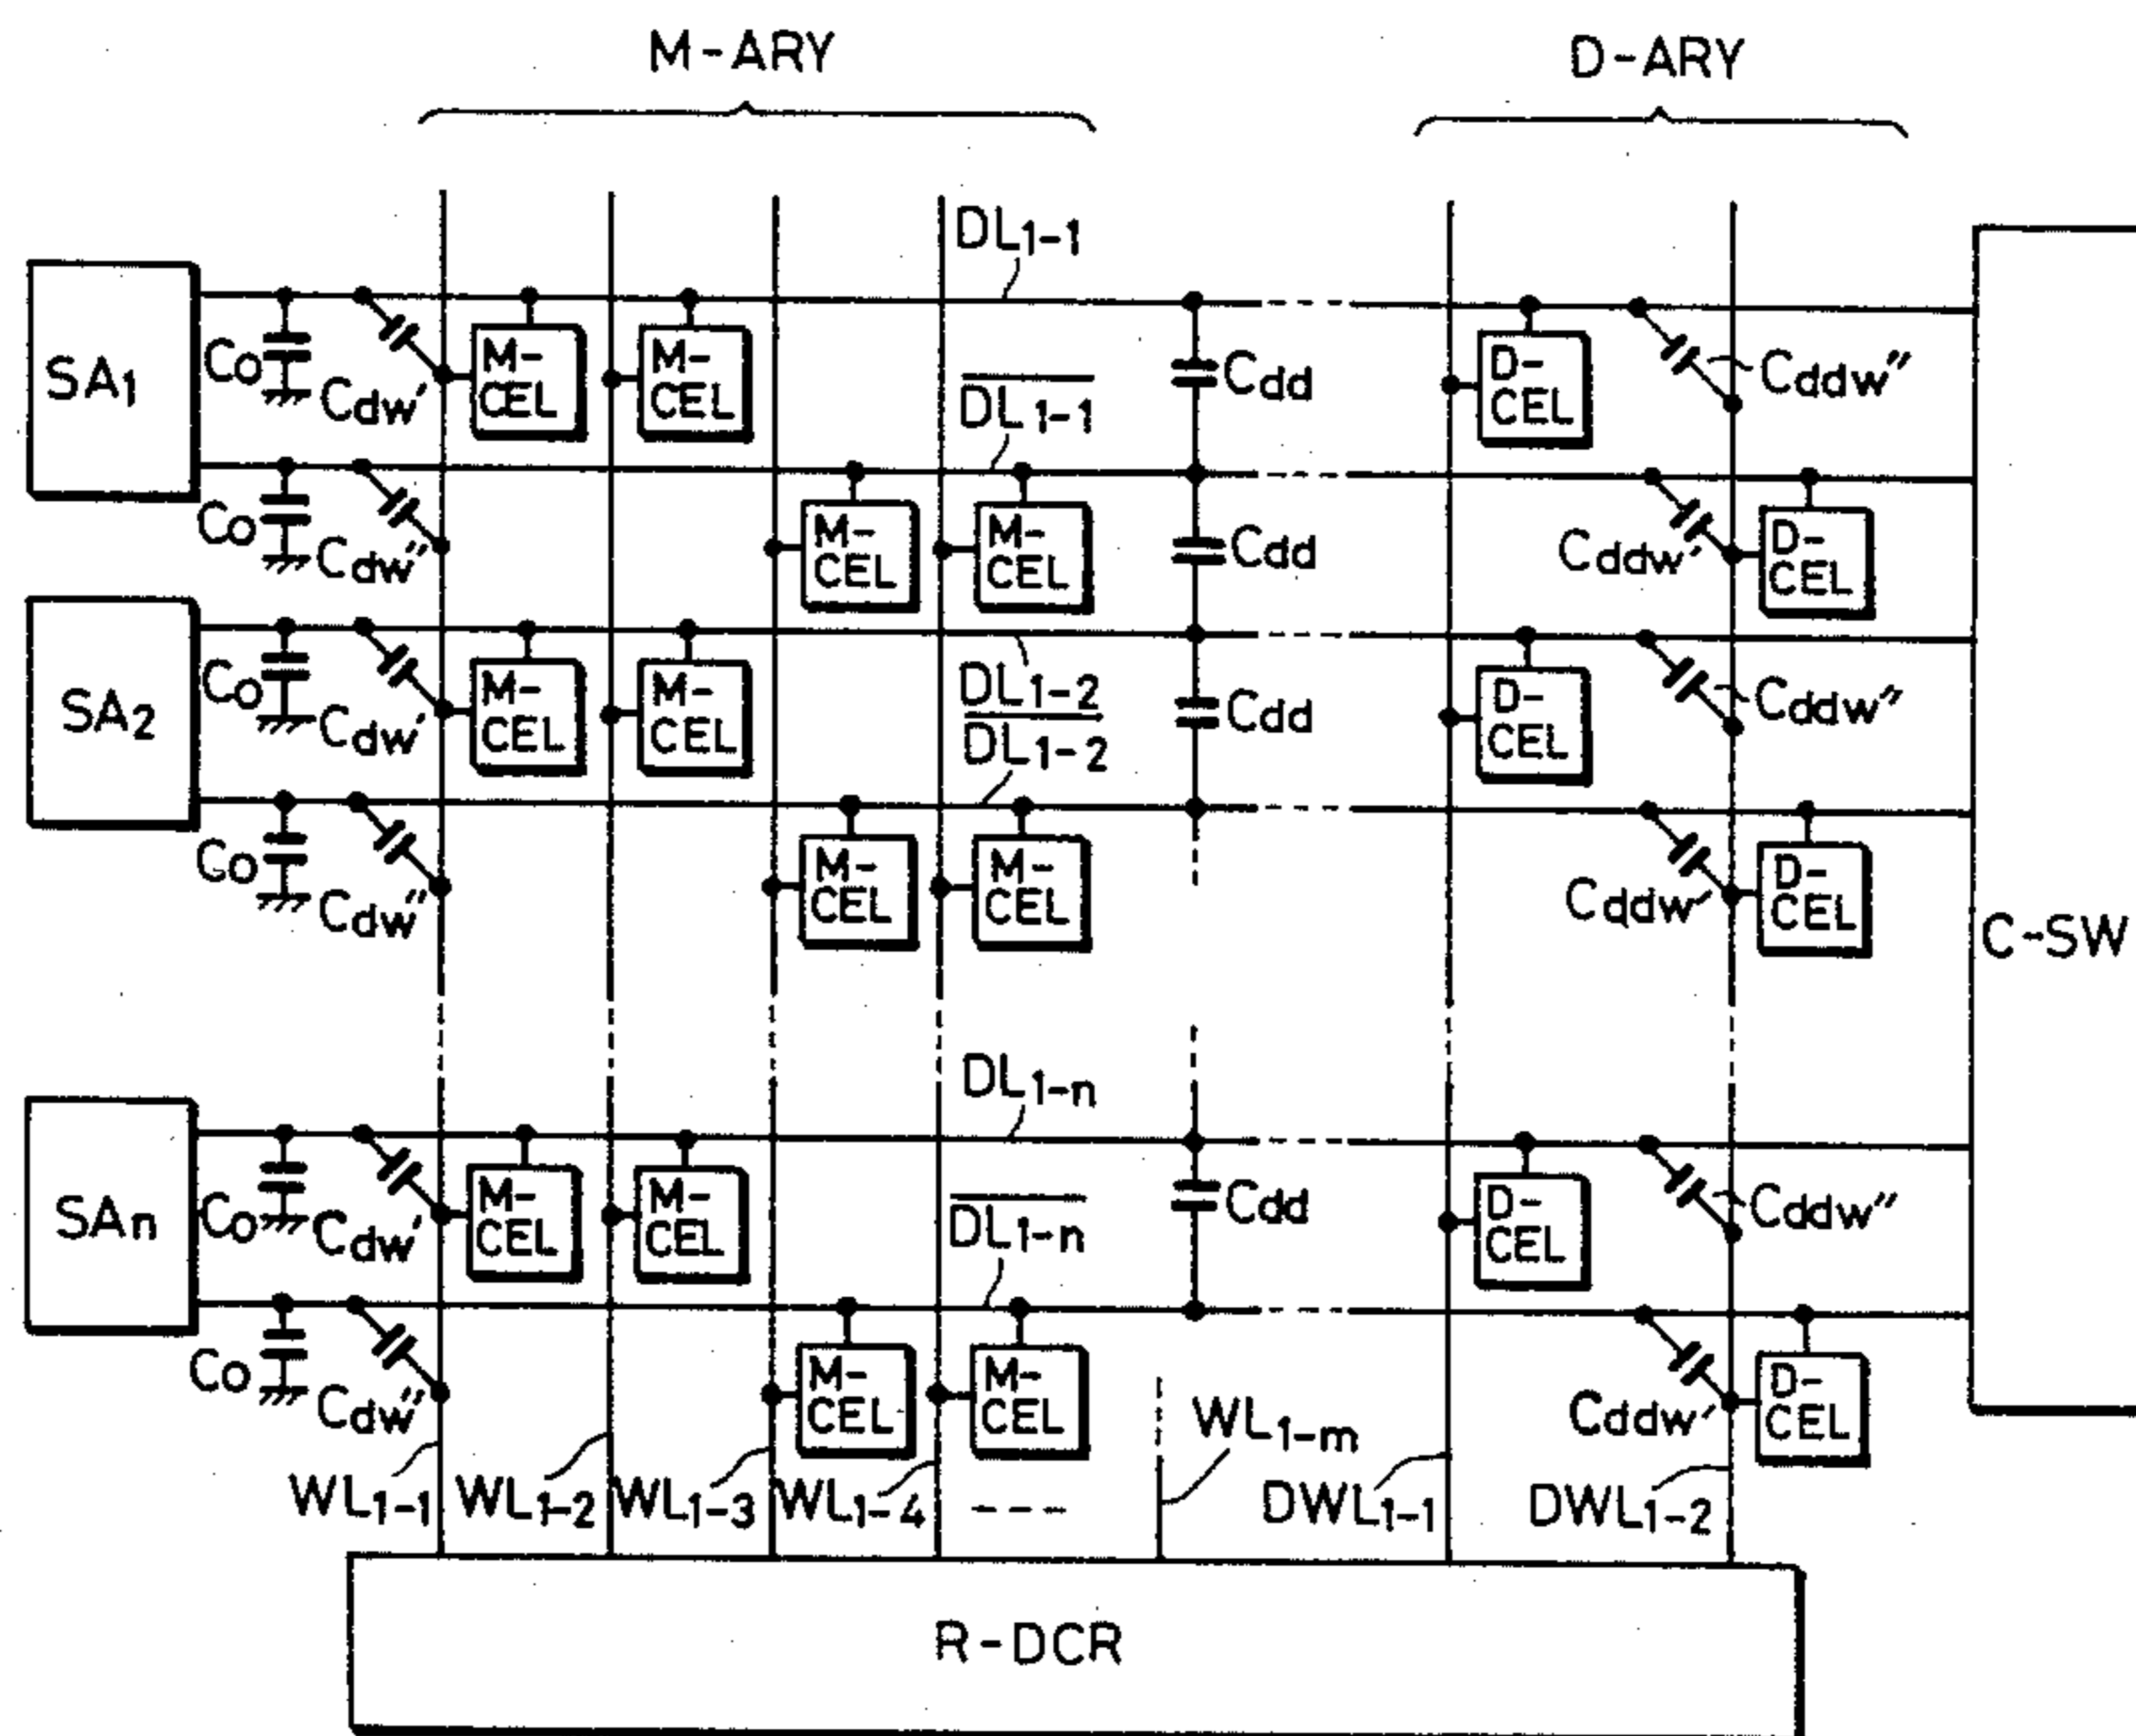 M-ARY
D-ARY
DL1-1
SA1
Co
Cdw'
M-
CEL
M-
CEL
Cdd
D-
CEL
Cddw"
DL1-1
Co
Cdw"
M-
CEL
M-
CEL
Cdd
Cddw'
D-
CEL
SA2
Co
Cdw'
M-
CEL
M-
CEL
DL1-2
Cdd
D-
CEL
Cddw"
DL1-2
Co
Cdw"
M-
CEL
M-
CEL
Cddw'
D-
CEL
C-SW
DL1-n
SAn
Co
Cdw'
M-
CEL
M-
CEL
Cdd
D-
CEL
Cddw"
DL1-n
Co
Cdw"
M-
CEL
M-
CEL
Cddw'
D-
CEL
WL1-m
WL1-1
WL1-2
WL1-3
WL1-4
DWL1-1
DWL1-2
R-DCR